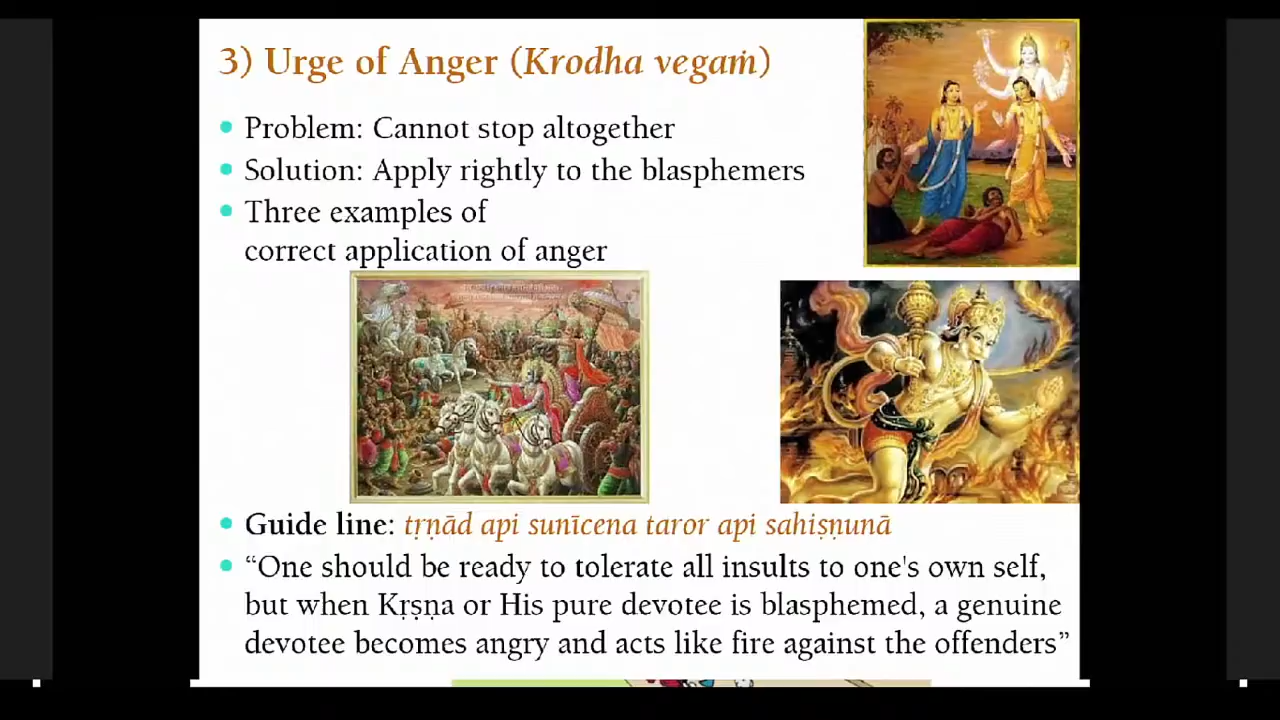 3) Urge of Anger (Krodha vegaṁ)
Problem: Cannot stop altogether
Solution: Apply rightly to the blasphemers
Three examples of
correct application of anger
Guide line: tṛṇād api sunīcena taror api sahiṣṇunā
“One should be ready to tolerate all insults to one's own self,
but when Kṛṣṇa or His pure devotee is blasphemed, a genuine
devotee becomes angry and acts like fire against the offenders”